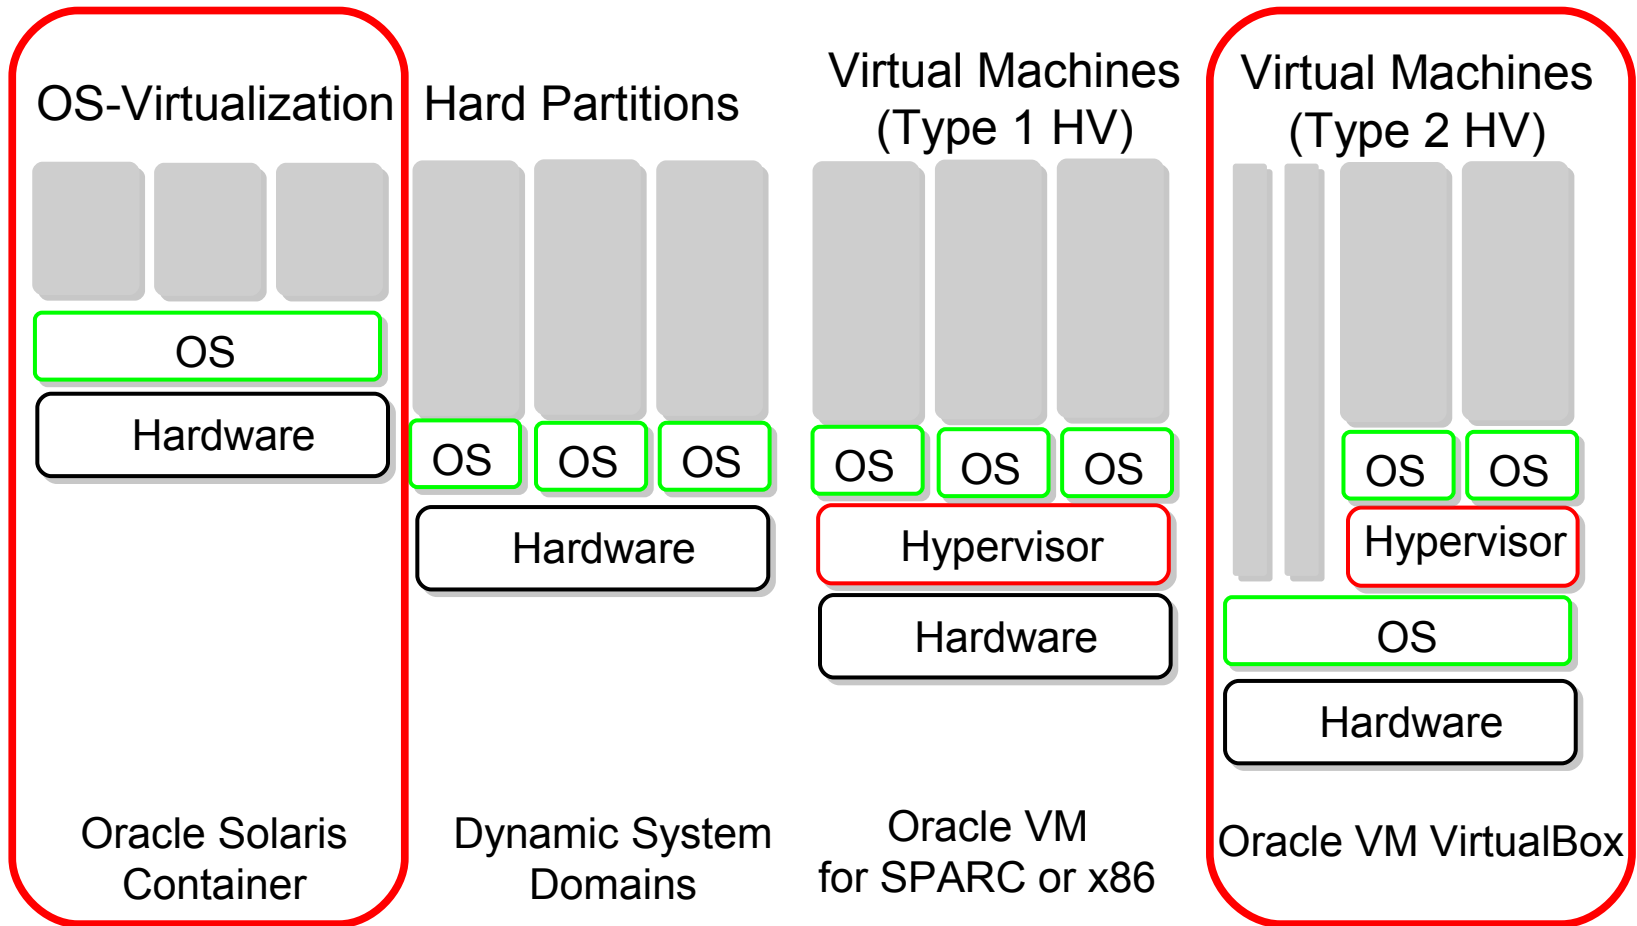 OS-Virtualization
OS
Hardware
Oracle Solaris
Container
Hard Partitions
OS OS OS
Hardware
Dynamic System
Domains
Virtual Machines
(Type 1 HV)
OS OS OS
Hypervisor
Hardware
Oracle VM
for SPARC or x86
Virtual Machines
(Type 2 HV)
OS OS
Hypervisor
OS
Hardware
Oracle VM VirtualBox